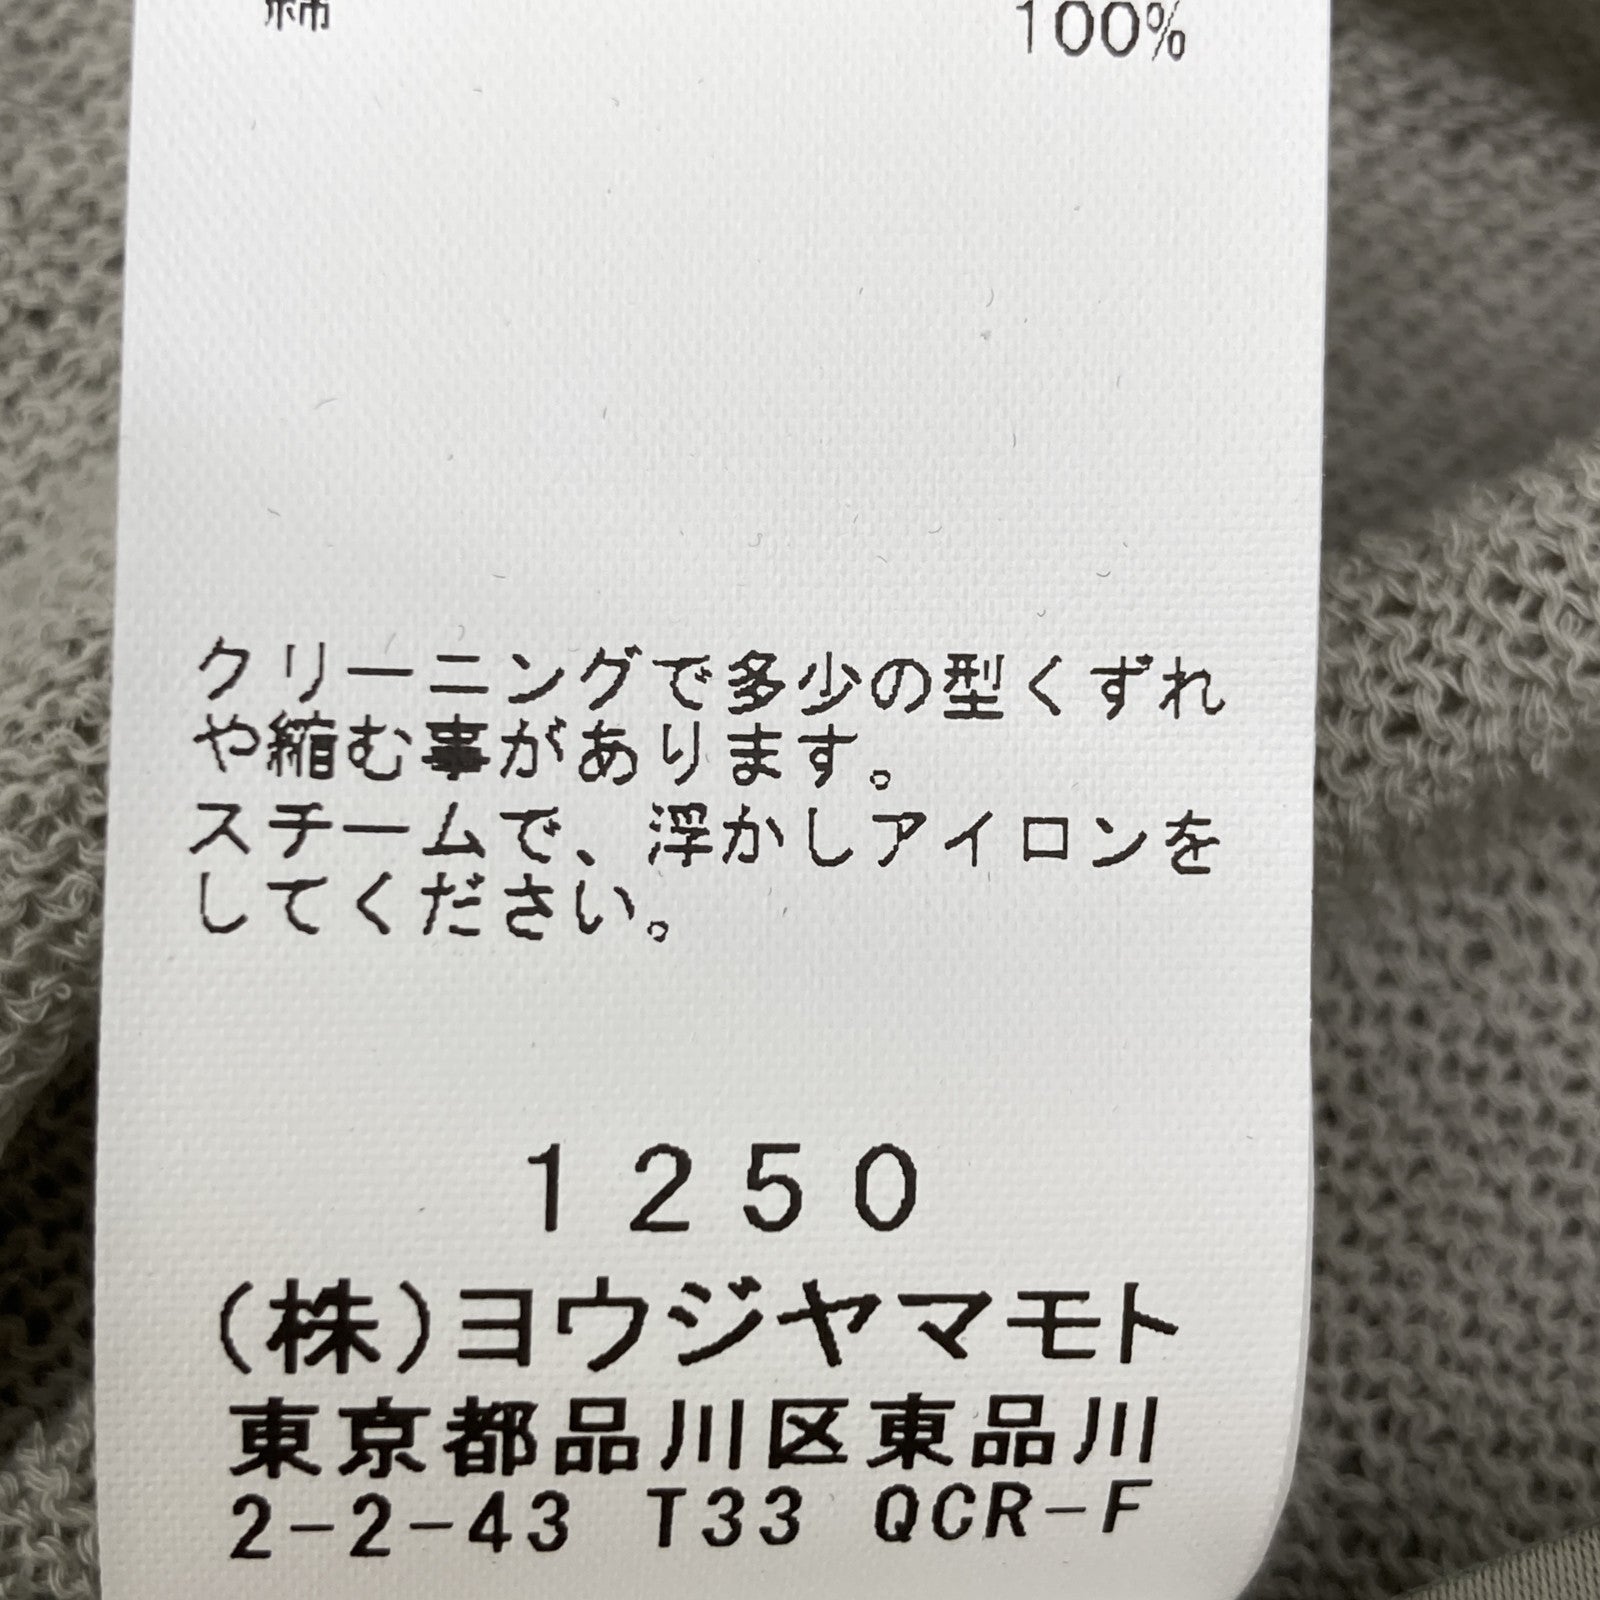 綿 100%
クリーニングで多少の型くずれ
や縮む事があります。
スチームで、浮かしアイロンを
してください。
1250
(株)ヨウジヤマモト
東京都品川区東品川
2-2-43 T33 QCR-F